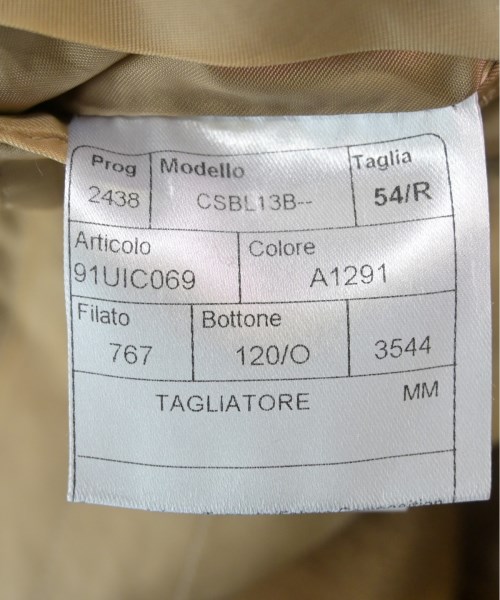 Prog Modello Taglia
2438 CSBL13B-- 54/R
Articolo Colore
91UIC069 A1291
Filato Bottone
767 120/O 3544
TAGLIATORE MM